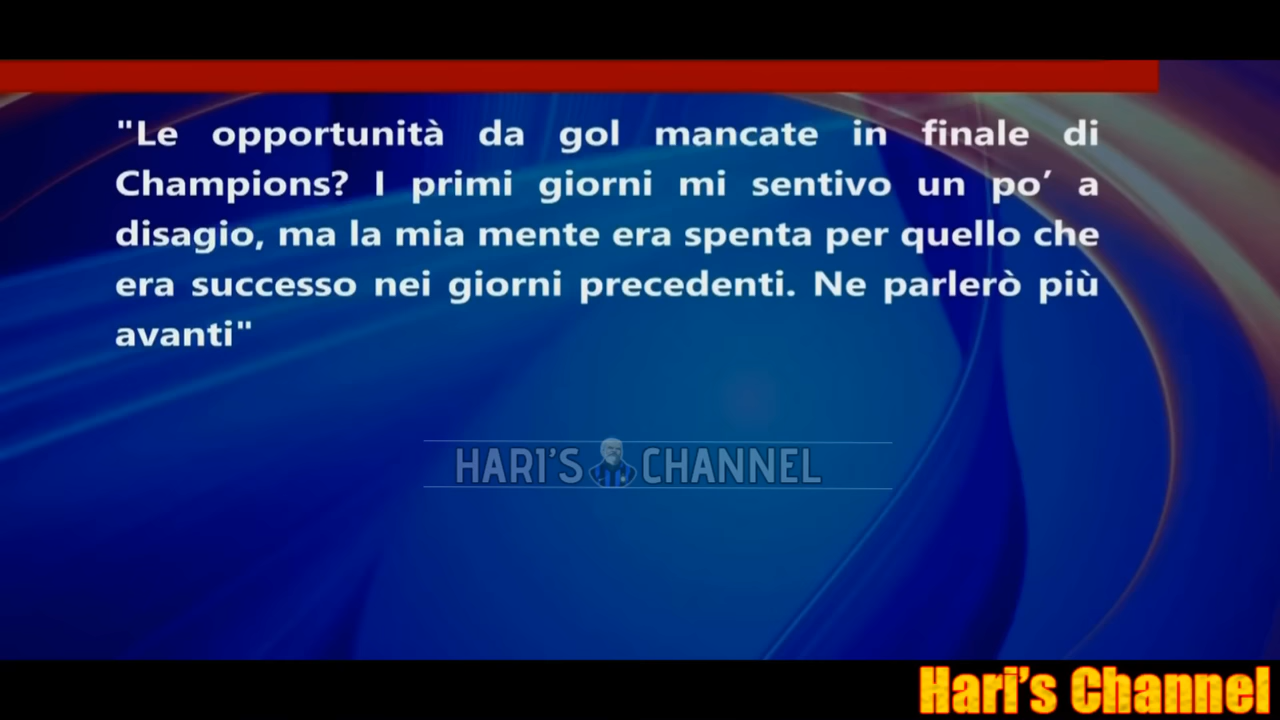 "Le opportunità da gol mancate in finale di
Champions? I primi giorni mi sentivo un po’ a
disagio, ma la mia mente era spenta per quello che
era successo nei giorni precedenti. Ne parlerò più
avanti"
HARI'S CHANNEL
Hari's Channel